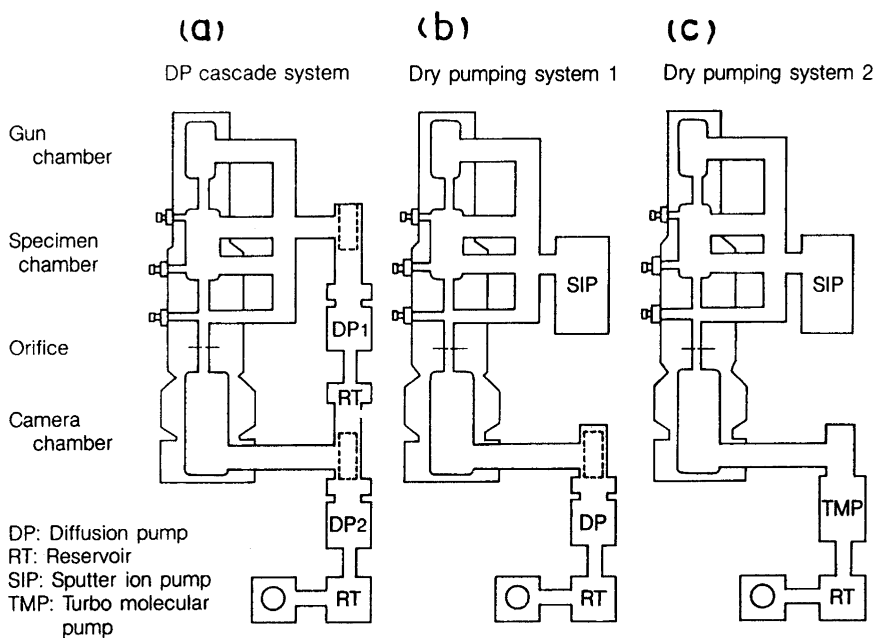 (a)
DP cascade system
(b)
Dry pumping system 1
(c)
Dry pumping system 2
Gun
chamber
Specimen
chamber
Orifice
Camera
chamber
DP1
RT
DP2
RT
SIP
DP
RT
SIP
TMP
RT
DP: Diffusion pump
RT: Reservoir
SIP: Sputter ion pump
TMP: Turbo molecular
pump